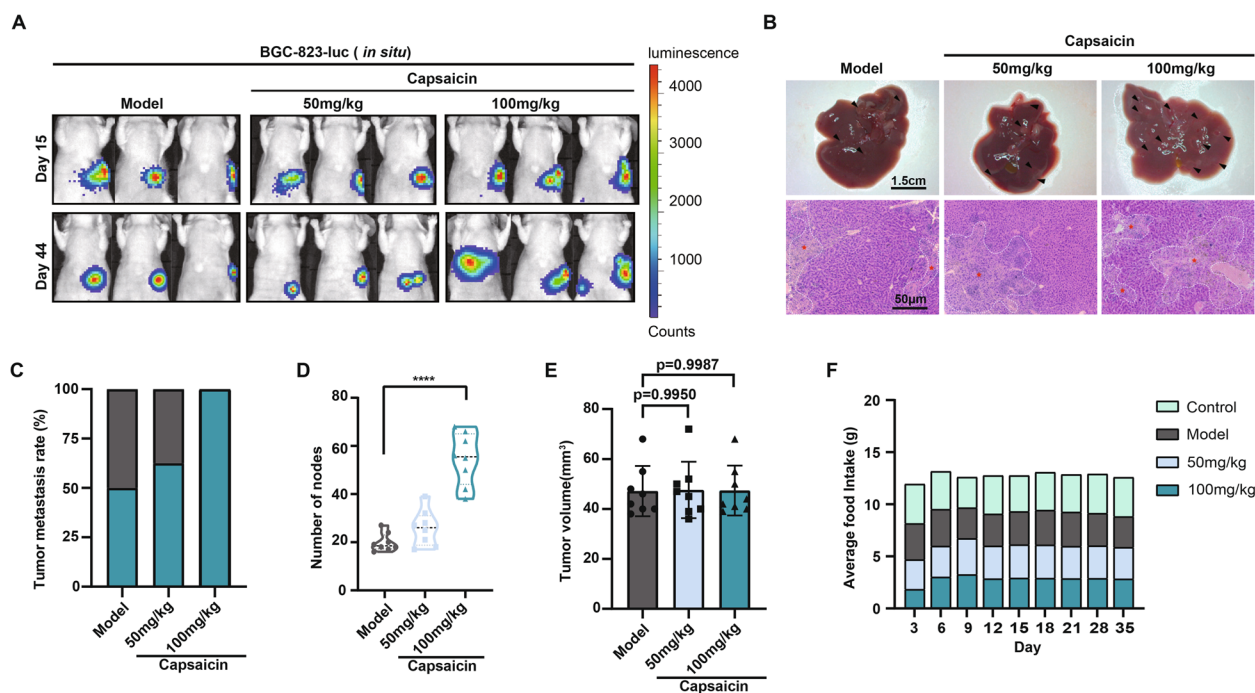 A
BGC-823-luc ( in situ)
Capsaicin
Model
50mg/kg
100mg/kg
Day 15
Day 44
luminescence
4000
3000
2000
1000
Counts
B
Capsaicin
Model
50mg/kg
100mg/kg
1.5cm
50μm
C
Tumor metastasis rate (%)
100
75
50
25
0
Model
50mg/kg
100mg/kg
Capsaicin
D
Number of nodes
80
60
40
20
0
****
Model
50mg/kg
100mg/kg
Capsaicin
E
Tumor volume(mm³)
80
60
40
20
0
p=0.9987
p=0.9950
Model
50mg/kg
100mg/kg
Capsaicin
F
Average food Intake (g)
20
15
10
5
0
3 6 9 12 15 18 21 28 35
Day
Control
Model
50mg/kg
100mg/kg